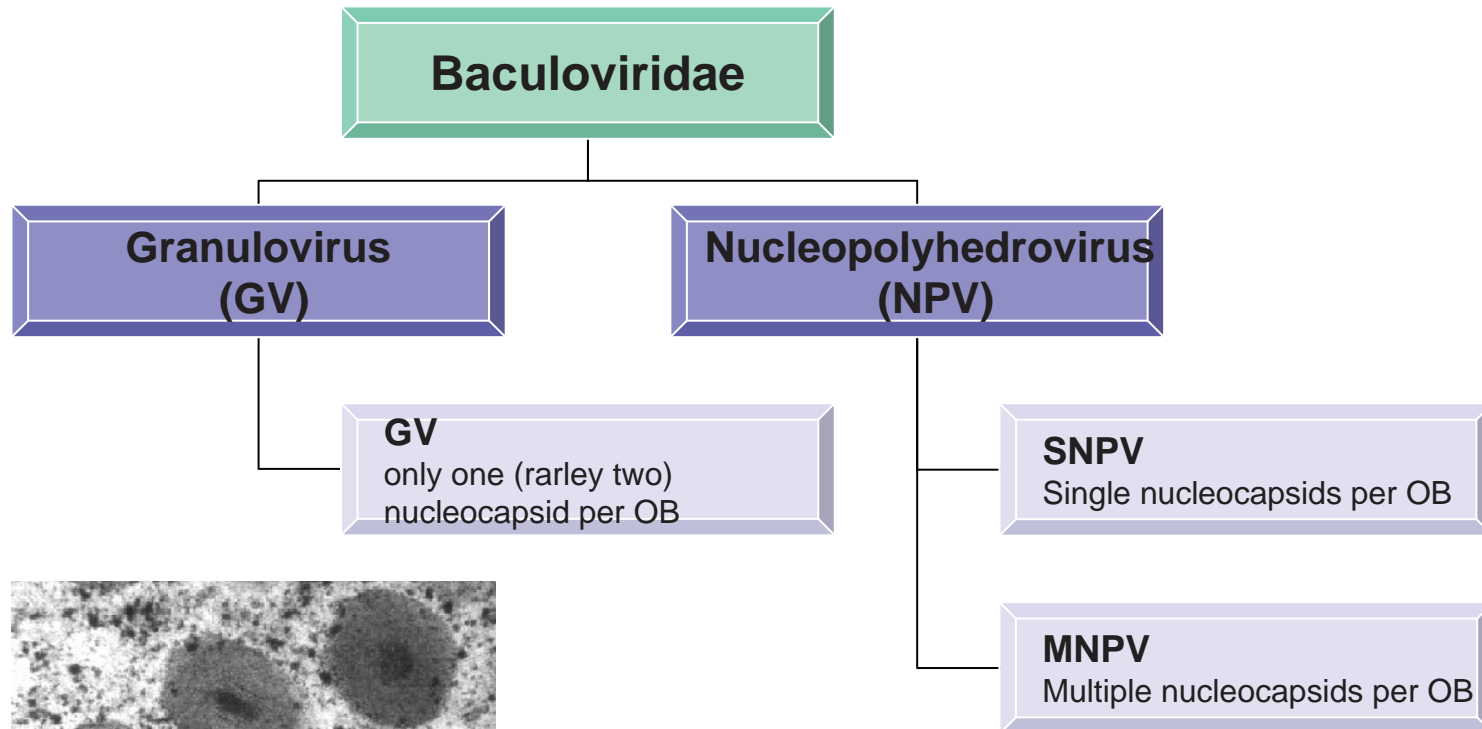 Baculoviridae
Granulovirus
(GV)
Nucleopolyhedrovirus
(NPV)
GV
only one (rarley two)
nucleocapsid per OB
SNPV
Single nucleocapsids per OB
MNPV
Multiple nucleocapsids per OB